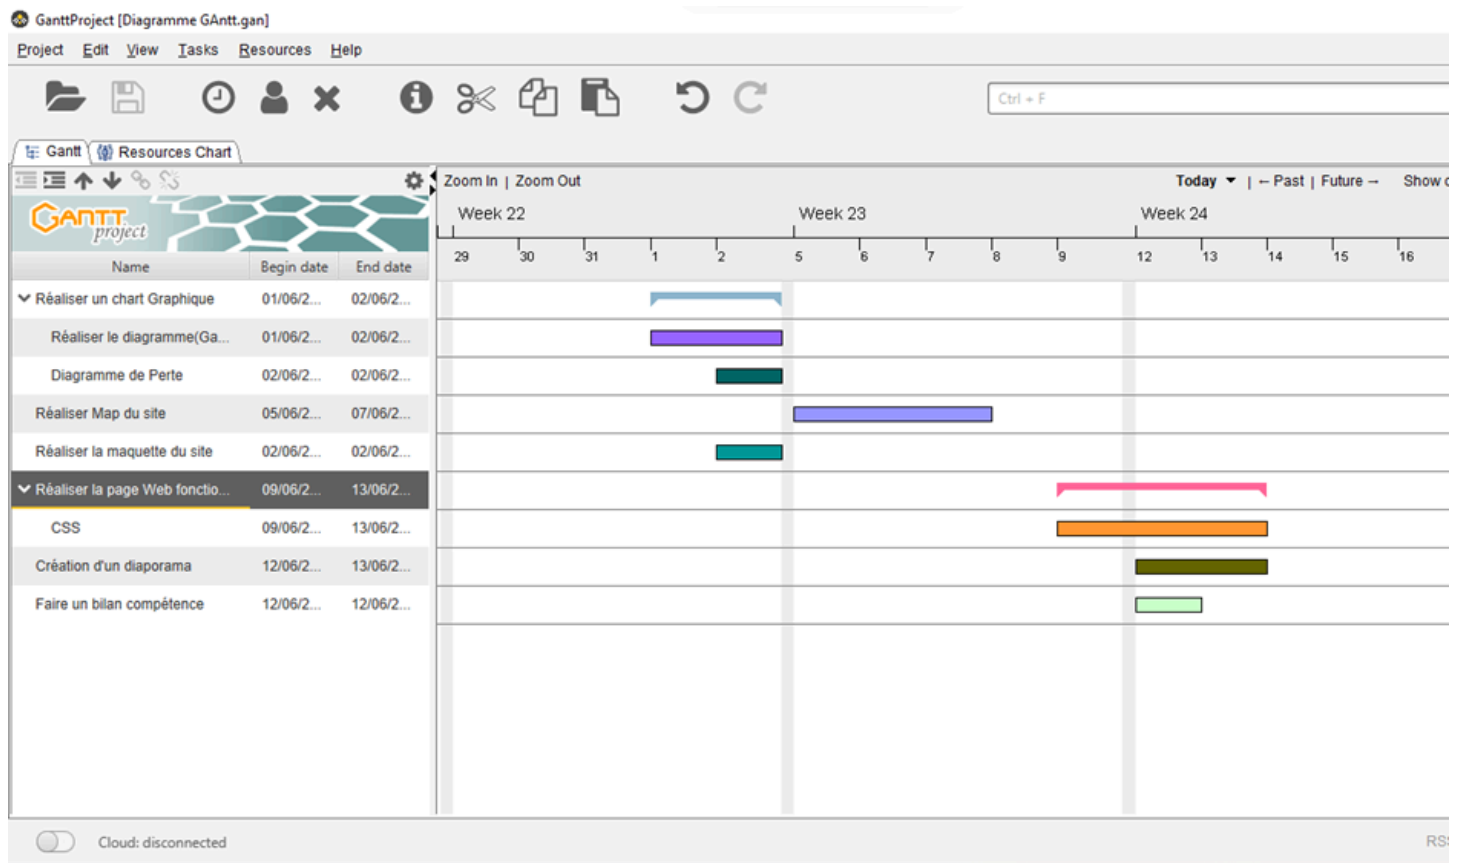 GanttProject [Diagramme GAntt.gan]
Project Edit View Tasks Resources Help
Ctrl + F
Gantt Resources Chart
Zoom In | Zoom Out Today ▼ | ←Past | Future→ Show
GANTT project
Week 22 Week 23 Week 24
29 30 31 1 2 5 6 7 8 9 12 13 14 15 16
Name Begin date End date
Réaliser un chart Graphique 01/06/2... 02/06/2...
Réaliser le diagramme(Ga... 01/06/2... 02/06/2...
Diagramme de Perte 02/06/2... 02/06/2...
Réaliser Map du site 05/06/2... 07/06/2...
Réaliser la maquette du site 02/06/2... 02/06/2...
Réaliser la page Web fonctio... 09/06/2... 13/06/2...
CSS 09/06/2... 13/06/2...
Création d'un diaporama 12/06/2... 13/06/2...
Faire un bilan compétence 12/06/2... 12/06/2...
Cloud: disconnected